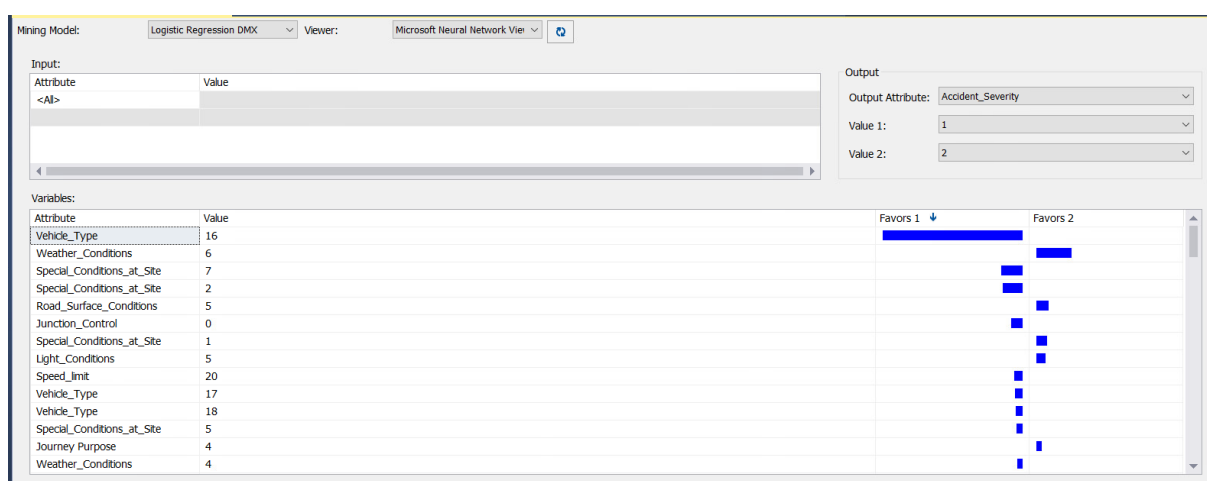 Mining Model: Logistic Regression DMX Viewer: Microsoft Neural Network Vie
Input:
Attribute Value
<All>
Output
Output Attribute: Accident_Severity
Value 1: 1
Value 2: 2
Variables:
Attribute Value Favors 1 Favors 2
Vehicle_Type 16
Weather_Conditions 6
Special_Conditions_at_Site 7
Special_Conditions_at_Site 2
Road_Surface_Conditions 5
Junction_Control 0
Special_Conditions_at_Site 1
Light_Conditions 5
Speed_limit 20
Vehicle_Type 17
Vehicle_Type 18
Special_Conditions_at_Site 5
Journey Purpose 4
Weather_Conditions 4